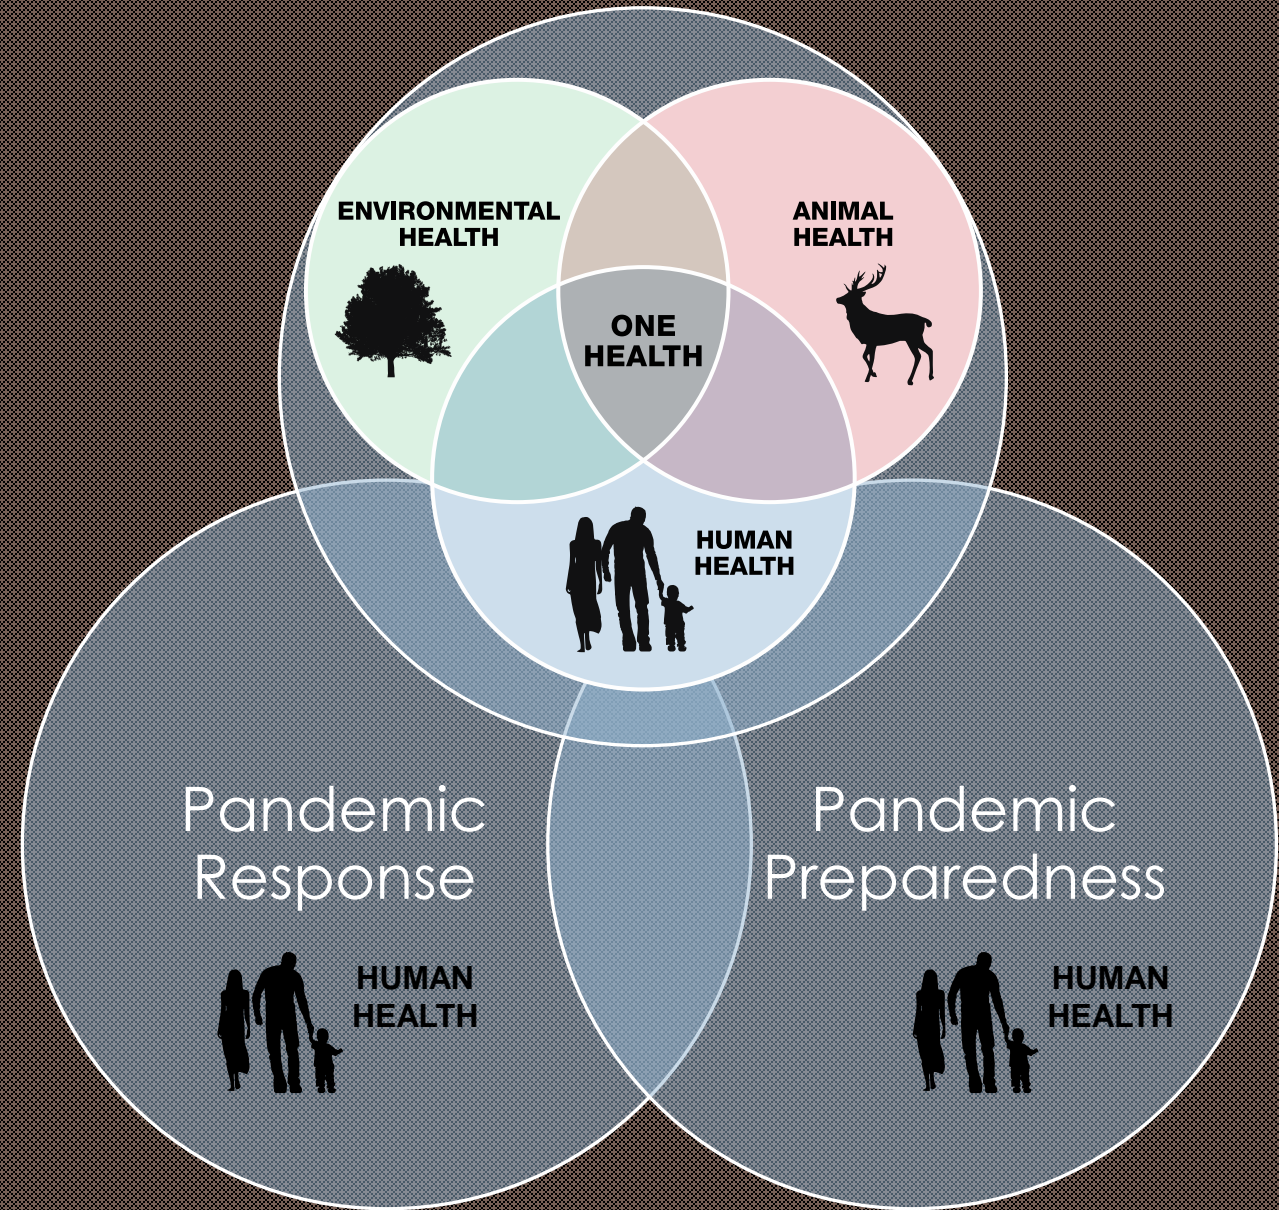 ENVIRONMENTAL
HEALTH
ANIMAL
HEALTH
ONE
HEALTH
HUMAN
HEALTH
Pandemic
Response
HUMAN
HEALTH
Pandemic
Preparedness
HUMAN
HEALTH